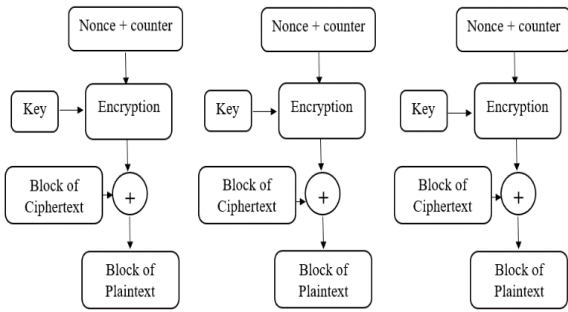 Nonce + counter
Nonce + counter
Nonce + counter
Key
Encryption
Key
Encryption
Key
Encryption
Block of
Ciphertext
+
Block of
Ciphertext
+
Block of
Ciphertext
+
Block of
Plaintext
Block of
Plaintext
Block of
Plaintext